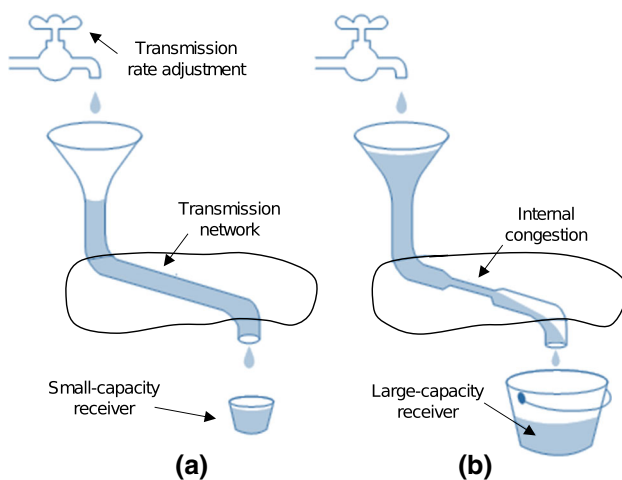 Transmission
rate adjustment
Transmission
network
Small-capacity
receiver
(a)
Internal
congestion
Large-capacity
receiver
(b)